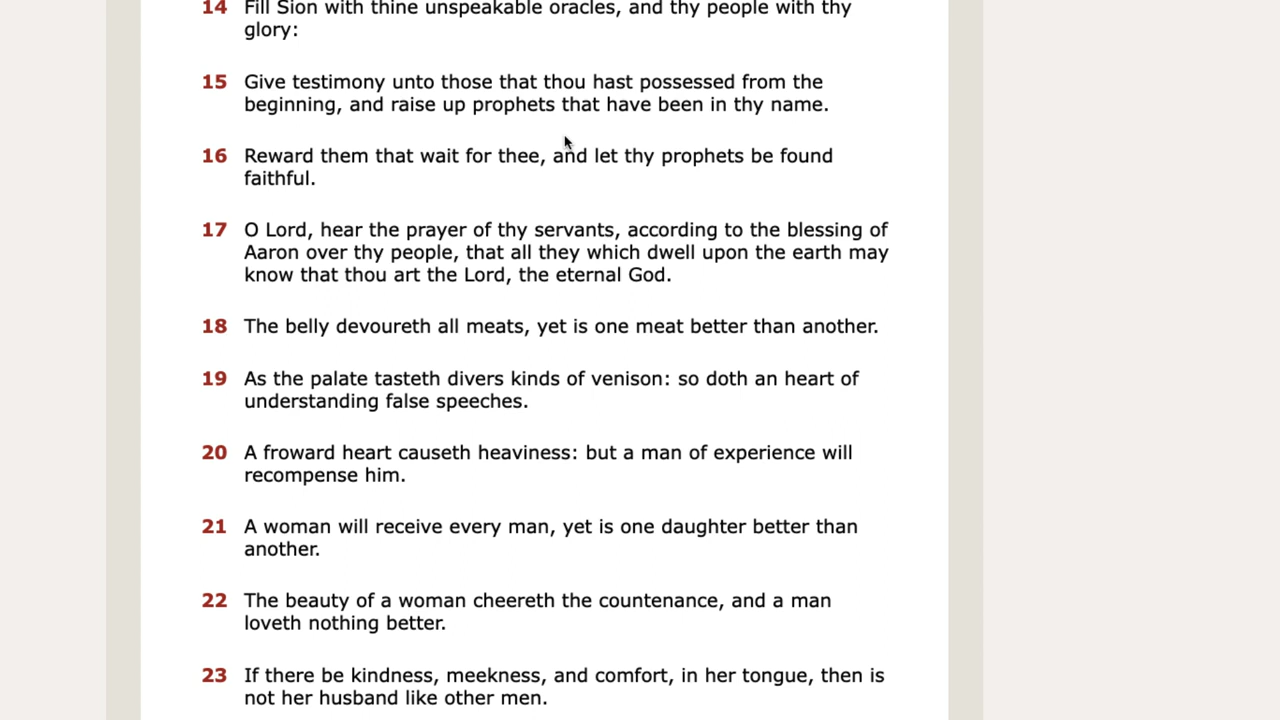 14 Fill Sion with thine unspeakable oracles, and thy people with thy
glory:
15 Give testimony unto those that thou hast possessed from the
beginning, and raise up prophets that have been in thy name.
16 Reward them that wait for thee, and let thy prophets be found
faithful.
17 O Lord, hear the prayer of thy servants, according to the blessing of
Aaron over thy people, that all they which dwell upon the earth may
know that thou art the Lord, the eternal God.
18 The belly devoureth all meats, yet is one meat better than another.
19 As the palate tasteth divers kinds of venison: so doth an heart of
understanding false speeches.
20 A froward heart causeth heaviness: but a man of experience will
recompense him.
21 A woman will receive every man, yet is one daughter better than
another.
22 The beauty of a woman cheereth the countenance, and a man
loveth nothing better.
23 If there be kindness, meekness, and comfort, in her tongue, then is
not her husband like other men.